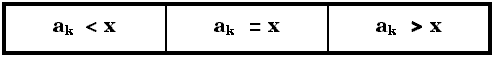 aₖ < x aₖ = x aₖ > x